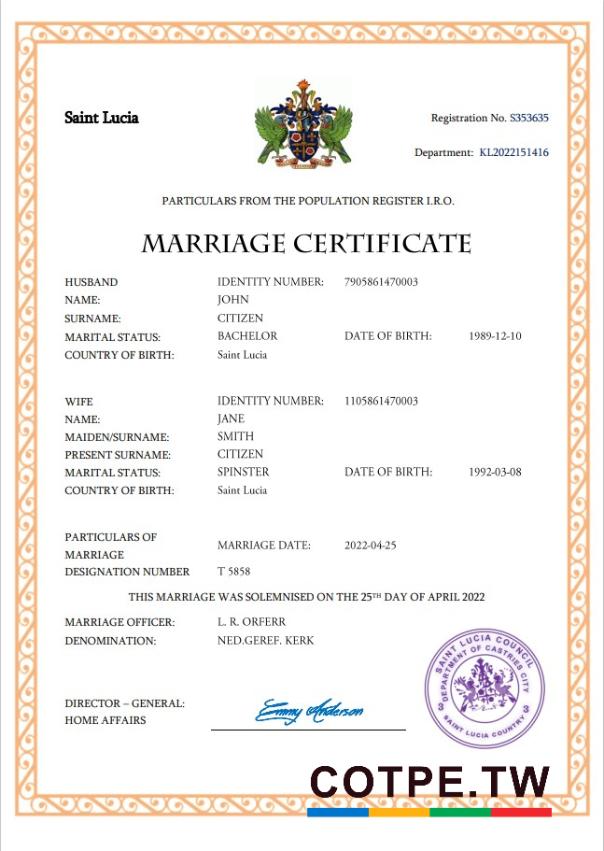 Saint Lucia
Registration No. S353635
Department: KL2022151416
PARTICULARS FROM THE POPULATION REGISTER I.R.O.
MARRIAGE CERTIFICATE
HUSBAND IDENTITY NUMBER: 7905861470003
NAME: JOHN
SURNAME: CITIZEN
MARITAL STATUS: BACHELOR DATE OF BIRTH: 1989-12-10
COUNTRY OF BIRTH: Saint Lucia
WIFE IDENTITY NUMBER: 1105861470003
NAME: JANE
MAIDEN/SURNAME: SMITH
PRESENT SURNAME: CITIZEN
MARITAL STATUS: SPINSTER DATE OF BIRTH: 1992-03-08
COUNTRY OF BIRTH: Saint Lucia
PARTICULARS OF
MARRIAGE MARRIAGE DATE: 2022-04-25
DESIGNATION NUMBER T 5858
THIS MARRIAGE WAS SOLEMNISED ON THE 25TH DAY OF APRIL 2022
MARRIAGE OFFICER: L. R. ORFERR
DENOMINATION: NED.GEREF. KERK
SAINT LUCIA COUNCIL
DEPARTMENT OF CASTRIES CITY
3 3
SAINT LUCIA COUNTRY
DIRECTOR – GENERAL: Emmy Anderson
HOME AFFAIRS
COTPE.TW